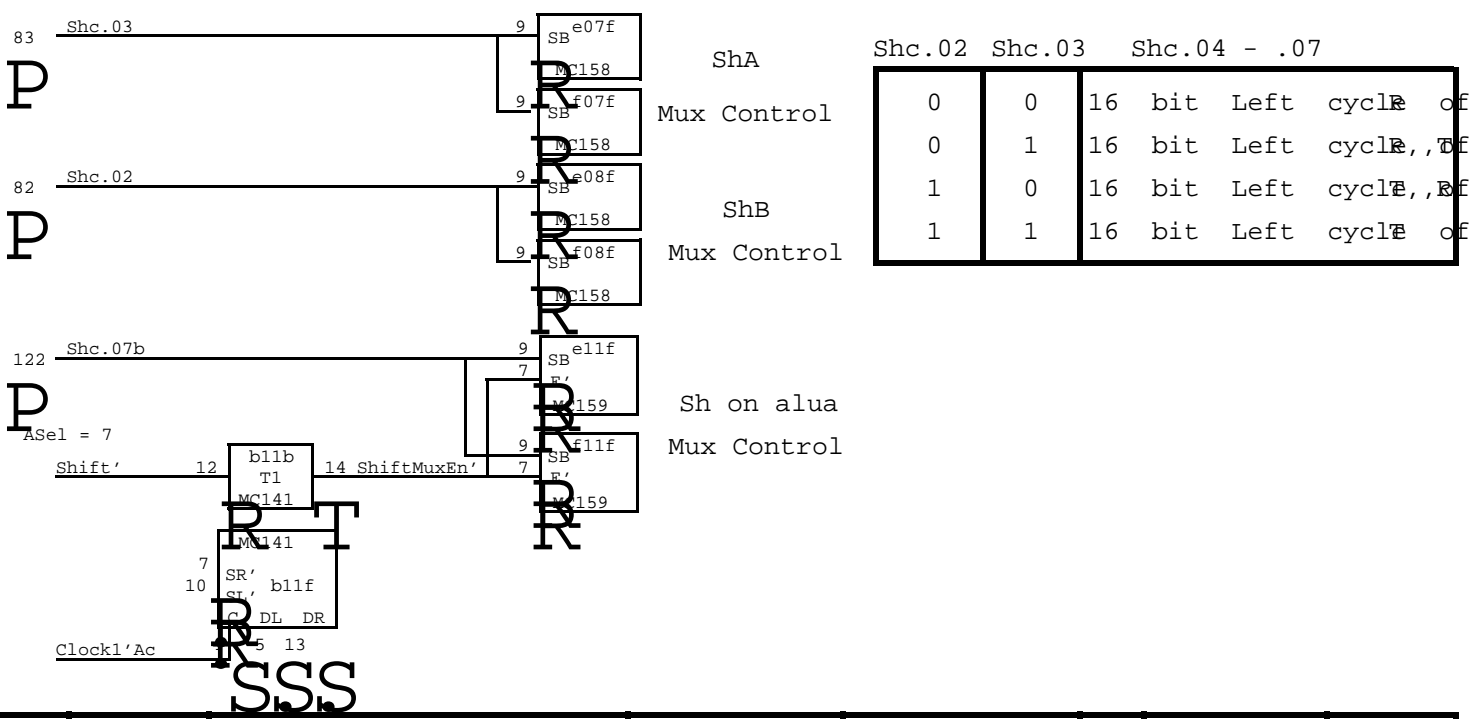 83 Shc.03 9 SB e07f
P
MC158
R
9 SB f07f
MC158
R
ShA
Mux Control
82 Shc.02 9 SB e08f
P
MC158
R
9 SB f08f
MC158
R
ShB
Mux Control
122 Shc.07b 9 SB e11f
P
7 E'
MC159
R
R
9 SB f11f
7 E'
MC159
R
R
Sh on alua
Mux Control
ASel = 7
Shift' 12 b11b 14 ShiftMuxEn'
T1
MC141
R T
MC141
7 SR'
10 SL' b11f
R
C DL DR
R
5 13
Clock1'Ac
S S S
Shc.02 Shc.03 Shc.04 - .07
0 0 16 bit Left cycle of R
0 1 16 bit Left cycle of R,,T
1 0 16 bit Left cycle of T,,R
1 1 16 bit Left cycle of T